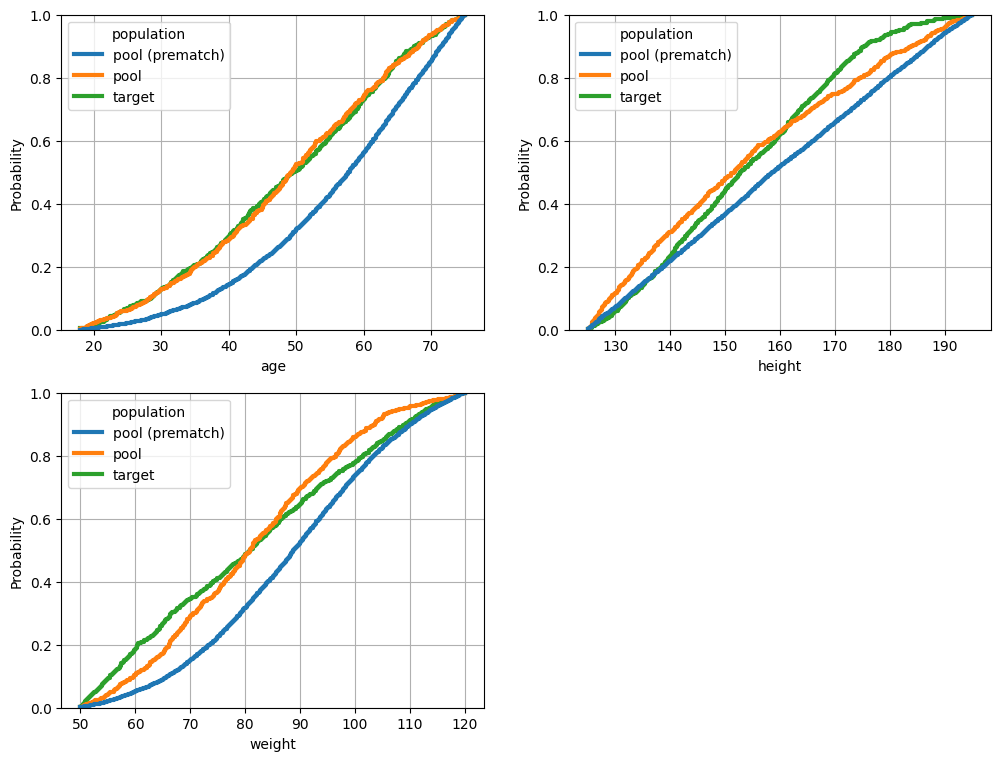 population
pool (prematch)
pool
target
Probability
0.0
0.2
0.4
0.6
0.8
1.0
20
30
40
50
60
70
age
population
pool (prematch)
pool
target
Probability
0.0
0.2
0.4
0.6
0.8
1.0
130
140
150
160
170
180
190
height
population
pool (prematch)
pool
target
Probability
0.0
0.2
0.4
0.6
0.8
1.0
50
60
70
80
90
100
110
120
weight